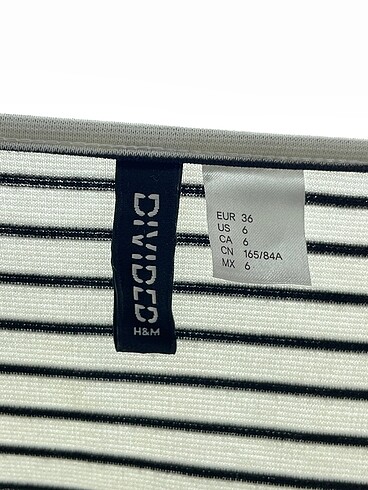 DIVIDED
H&M
EUR 36
US 6
CA 6
CN 165/84A
MX 6